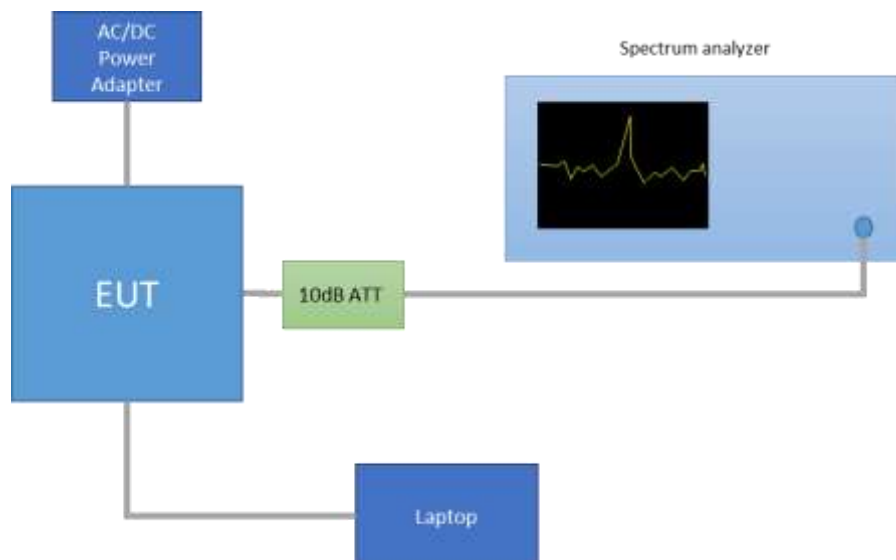 AC/DC
Power
Adapter
Spectrum analyzer
EUT
10dB ATT
Laptop